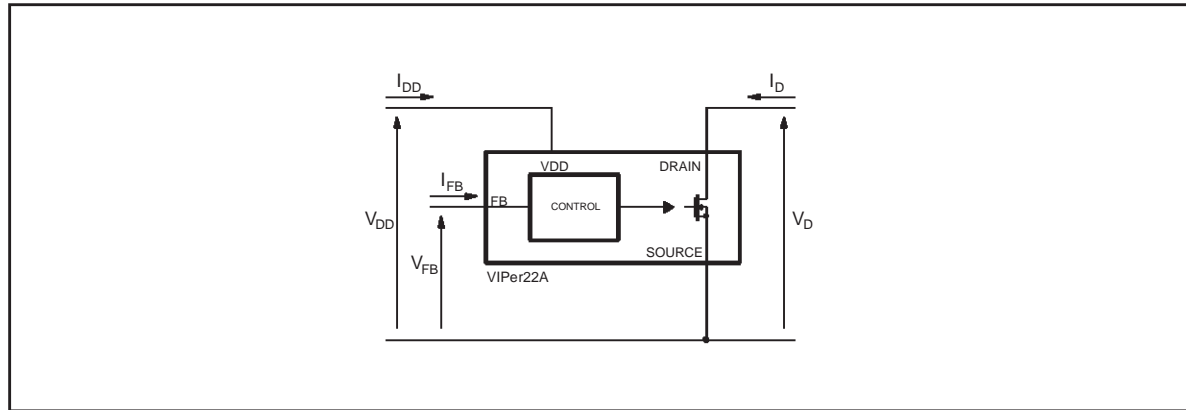 IDD
ID
VDD
DRAIN
IFB
FB
CONTROL
VDD
VD
VFB
SOURCE
VIPer22A